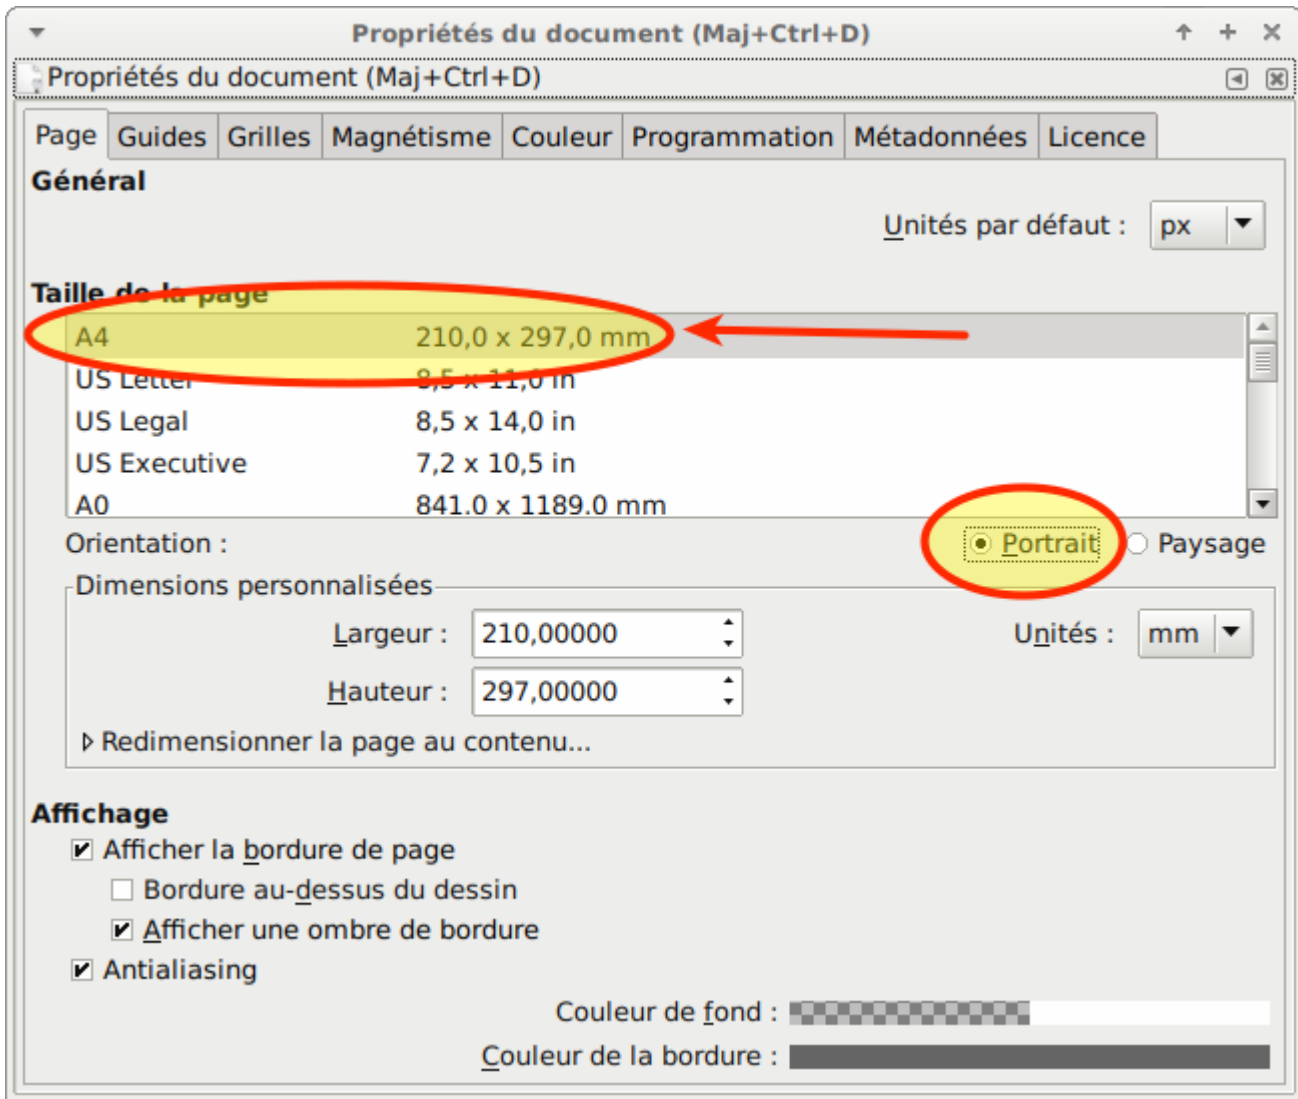 Propriétés du document (Maj+Ctrl+D)
Propriétés du document (Maj+Ctrl+D)
Page Guides Grilles Magnétisme Couleur Programmation Métadonnées Licence
Général
Unités par défaut : px
Taille de la page
A4 210,0 x 297,0 mm
US Letter 8,5 x 11,0 in
US Legal 8,5 x 14,0 in
US Executive 7,2 x 10,5 in
A0 841.0 x 1189.0 mm
Orientation : Portrait Paysage
Dimensions personnalisées
Largeur : 210,00000 Unités : mm
Hauteur : 297,00000
Redimensionner la page au contenu...
Affichage
Afficher la bordure de page
Bordure au-dessus du dessin
Afficher une ombre de bordure
Antialiasing
Couleur de fond :
Couleur de la bordure :